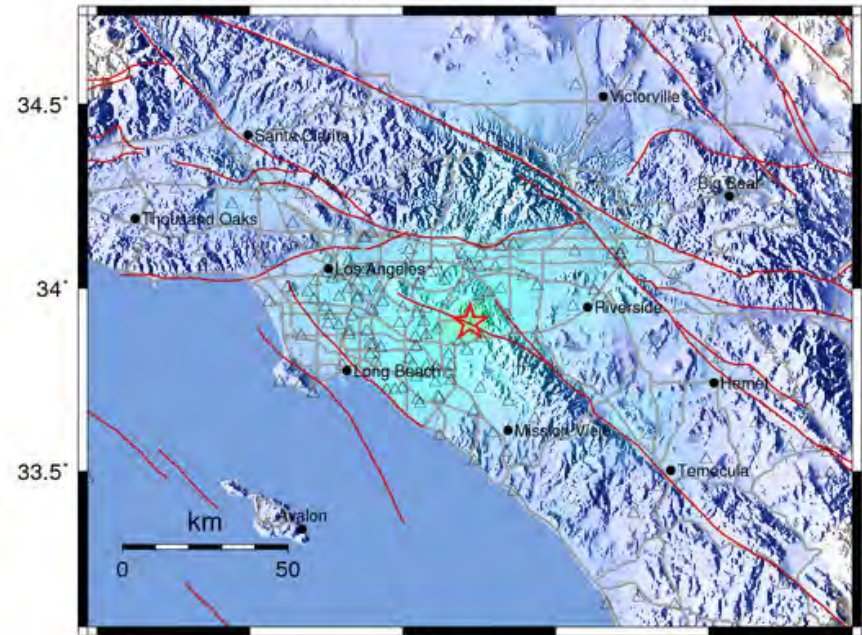 34.5°
Victorville
Santa Clarita
Big Bear
Thousand Oaks
34°
Los Angeles
Riverside
Long Beach
Hemet
Mission Viejo
33.5°
Temecula
km
Avalon
0 50